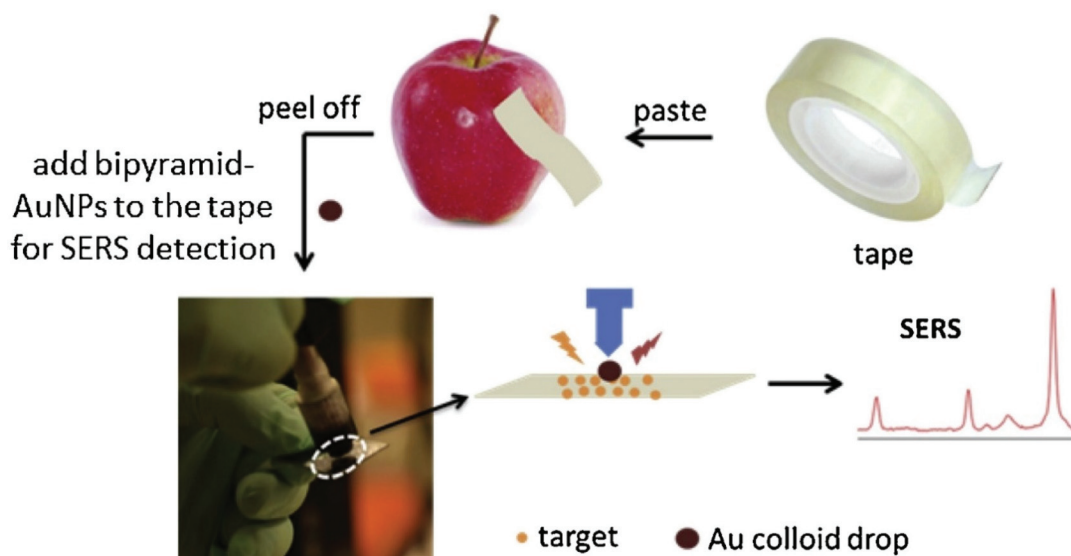 peel off
paste
add bipyramid-
AuNPs to the tape
for SERS detection
tape
SERS
target
Au colloid drop